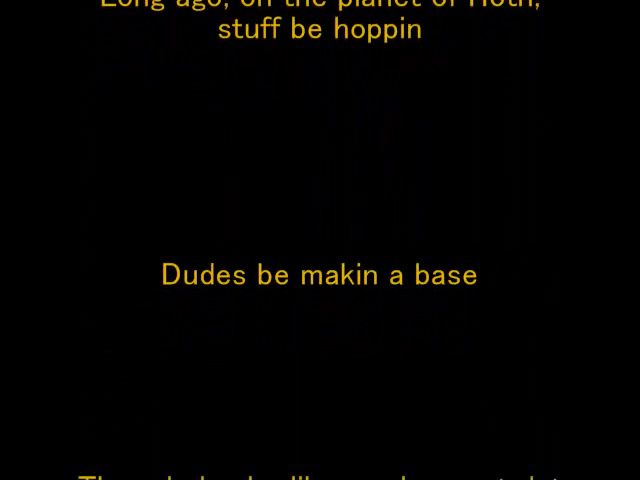 Long ago, on the planet of Hoth,
stuff be hoppin
Dudes be makin a base